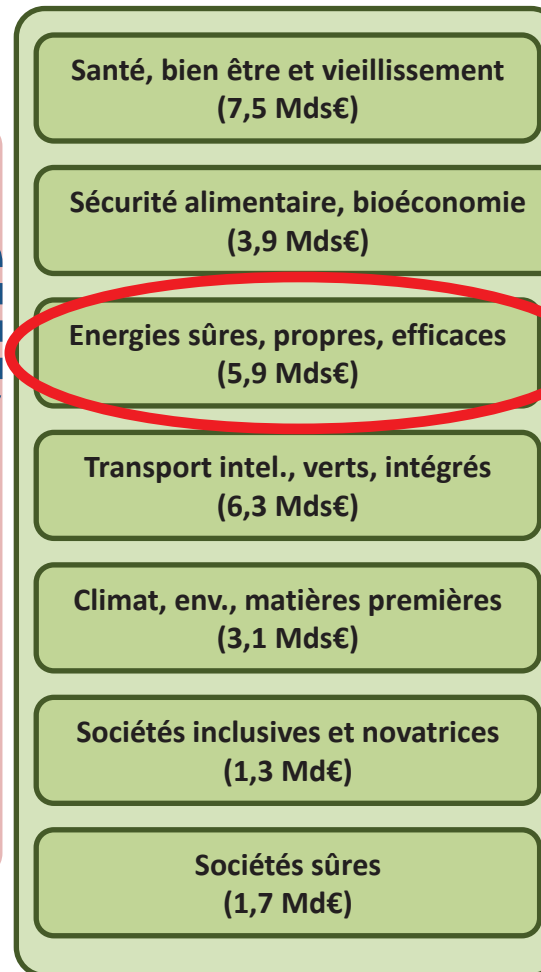 Santé, bien être et vieillissement
(7,5 Mds€)
Sécurité alimentaire, bioéconomie
(3,9 Mds€)
Energies sûres, propres, efficaces
(5,9 Mds€)
Transport intel., verts, intégrés
(6,3 Mds€)
Climat, env., matières premières
(3,1 Mds€)
Sociétés inclusives et novatrices
(1,3 Md€)
Sociétés sûres
(1,7 Md€)